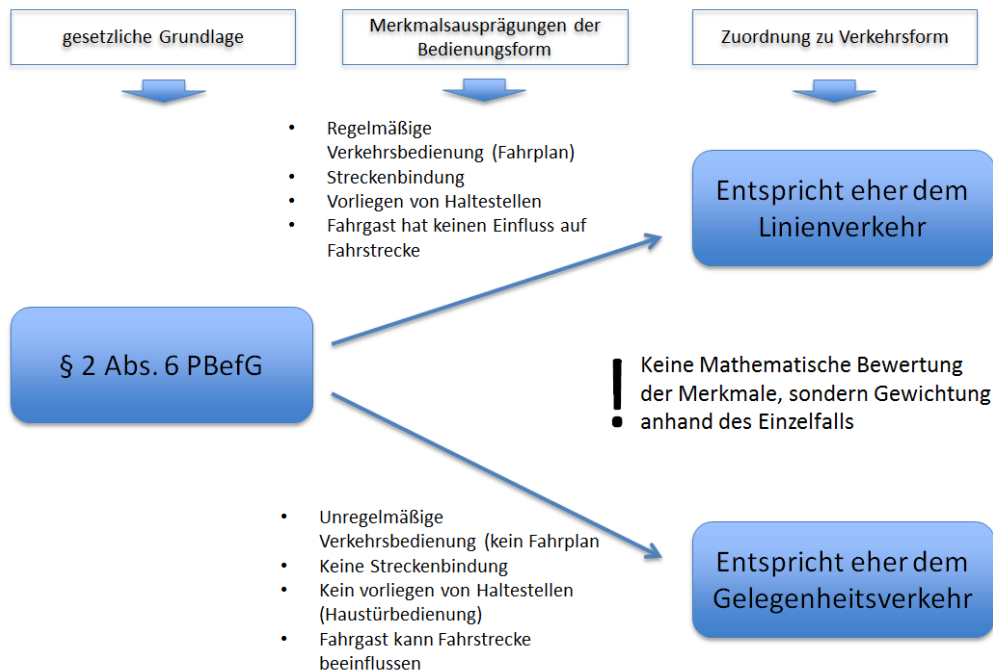 gesetzliche Grundlage
Merkmalsausprägungen der
Bedienungsform
Zuordnung zu Verkehrsform
• Regelmäßige
Verkehrsbedienung (Fahrplan)
• Streckenbindung
• Vorliegen von Haltestellen
• Fahrgast hat keinen Einfluss auf
Fahrstrecke
Entspricht eher dem
Linienverkehr
§ 2 Abs. 6 PBefG
! Keine Mathematische Bewertung
der Merkmale, sondern Gewichtung
anhand des Einzelfalls
• Unregelmäßige
Verkehrsbedienung (kein Fahrplan
• Keine Streckenbindung
• Kein vorliegen von Haltestellen
(Haustürbedienung)
• Fahrgast kann Fahrstrecke
beeinflussen
Entspricht eher dem
Gelegenheitsverkehr